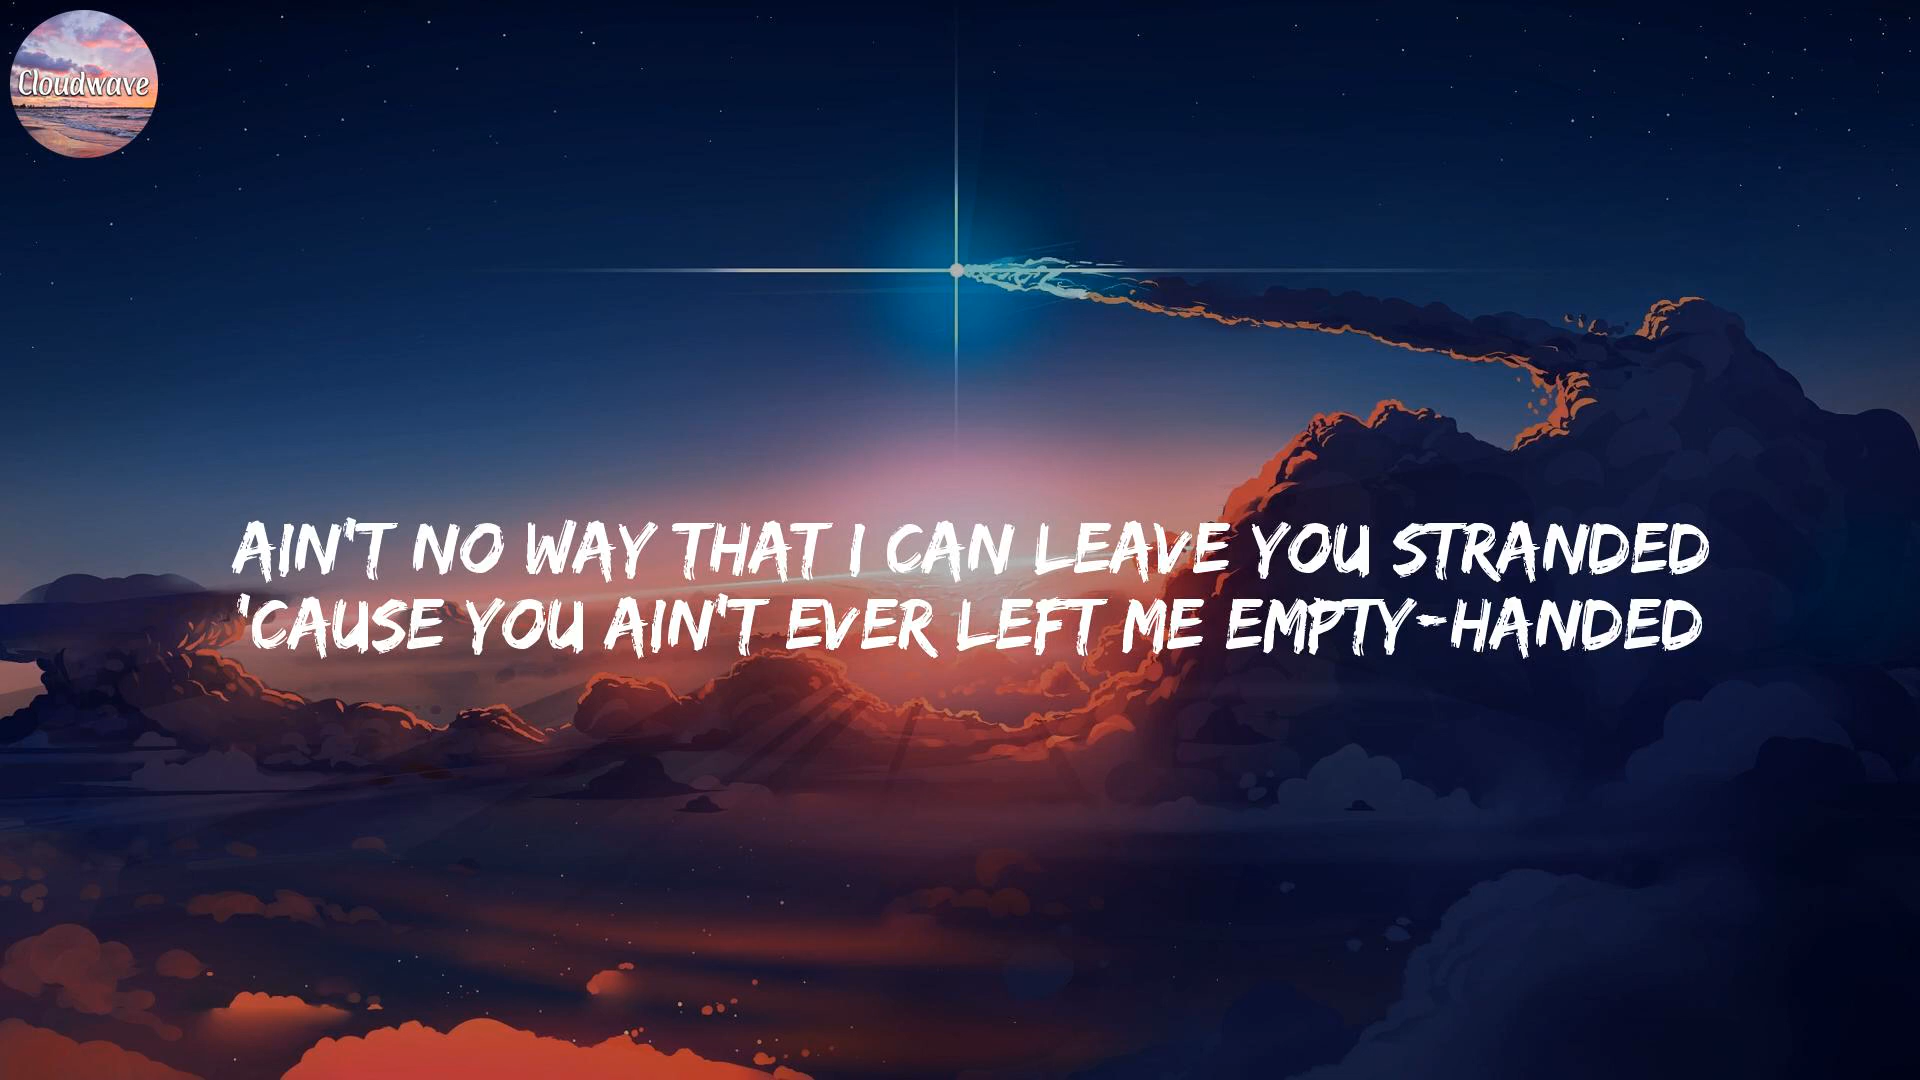 Cloudwave
AIN'T NO WAY THAT I CAN LEAVE YOU STRANDED
'CAUSE YOU AIN'T EVER LEFT ME EMPTY-HANDED